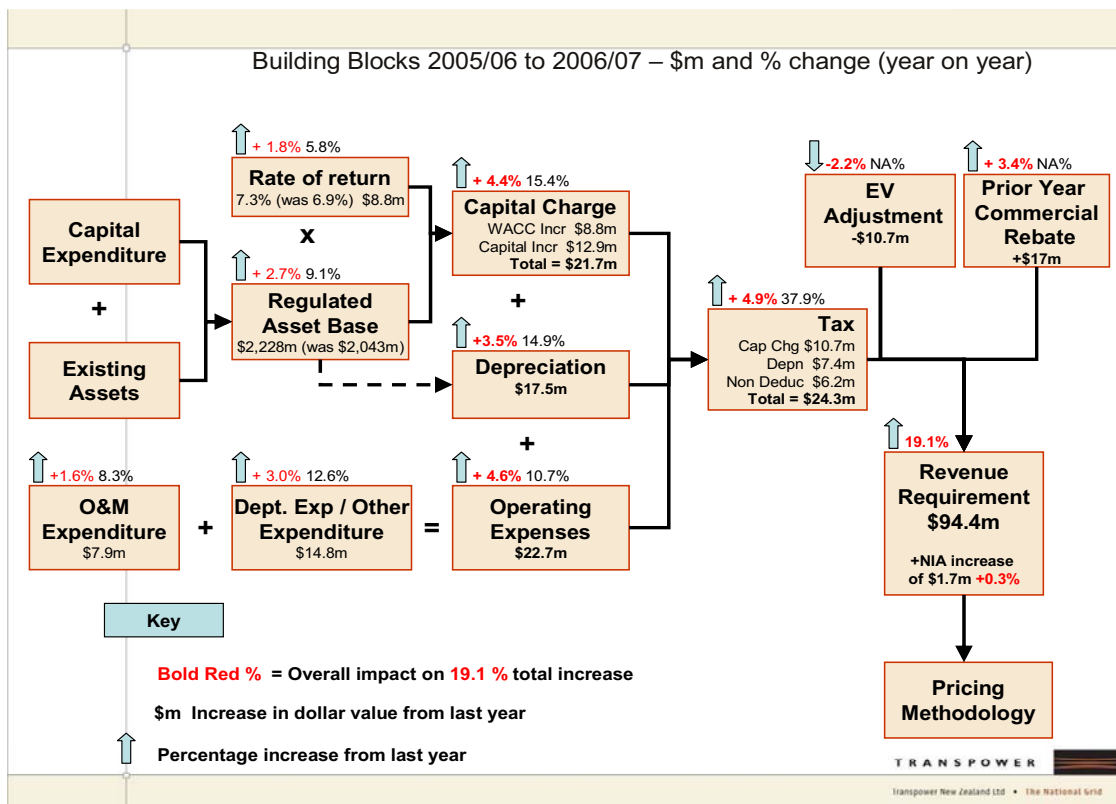 Building Blocks 2005/06 to 2006/07 – $m and % change (year on year)
+ 1.8% 5.8%
Rate of return
7.3% (was 6.9%) $8.8m
x
+ 2.7% 9.1%
Regulated
Asset Base
$2,228m (was $2,043m)
Capital
Expenditure
+
Existing
Assets
+ 4.4% 15.4%
Capital Charge
WACC Incr $8.8m
Capital Incr $12.9m
Total = $21.7m
+
+3.5% 14.9%
Depreciation
$17.5m
+
+1.6% 8.3%
O&M
Expenditure
$7.9m
+
+ 3.0% 12.6%
Dept. Exp / Other
Expenditure
$14.8m
=
+ 4.6% 10.7%
Operating
Expenses
$22.7m
+ 4.9% 37.9%
Tax
Cap Chg $10.7m
Depn $7.4m
Non Deduc $6.2m
Total = $24.3m
-2.2% NA%
EV
Adjustment
-$10.7m
+ 3.4% NA%
Prior Year
Commercial
Rebate
+$17m
19.1%
Revenue
Requirement
$94.4m
+NIA increase
of $1.7m +0.3%
Pricing
Methodology
Key
Bold Red % = Overall impact on 19.1 % total increase
$m Increase in dollar value from last year
Percentage increase from last year
TRANSPOWER
Transpower New Zealand Ltd • The National Grid